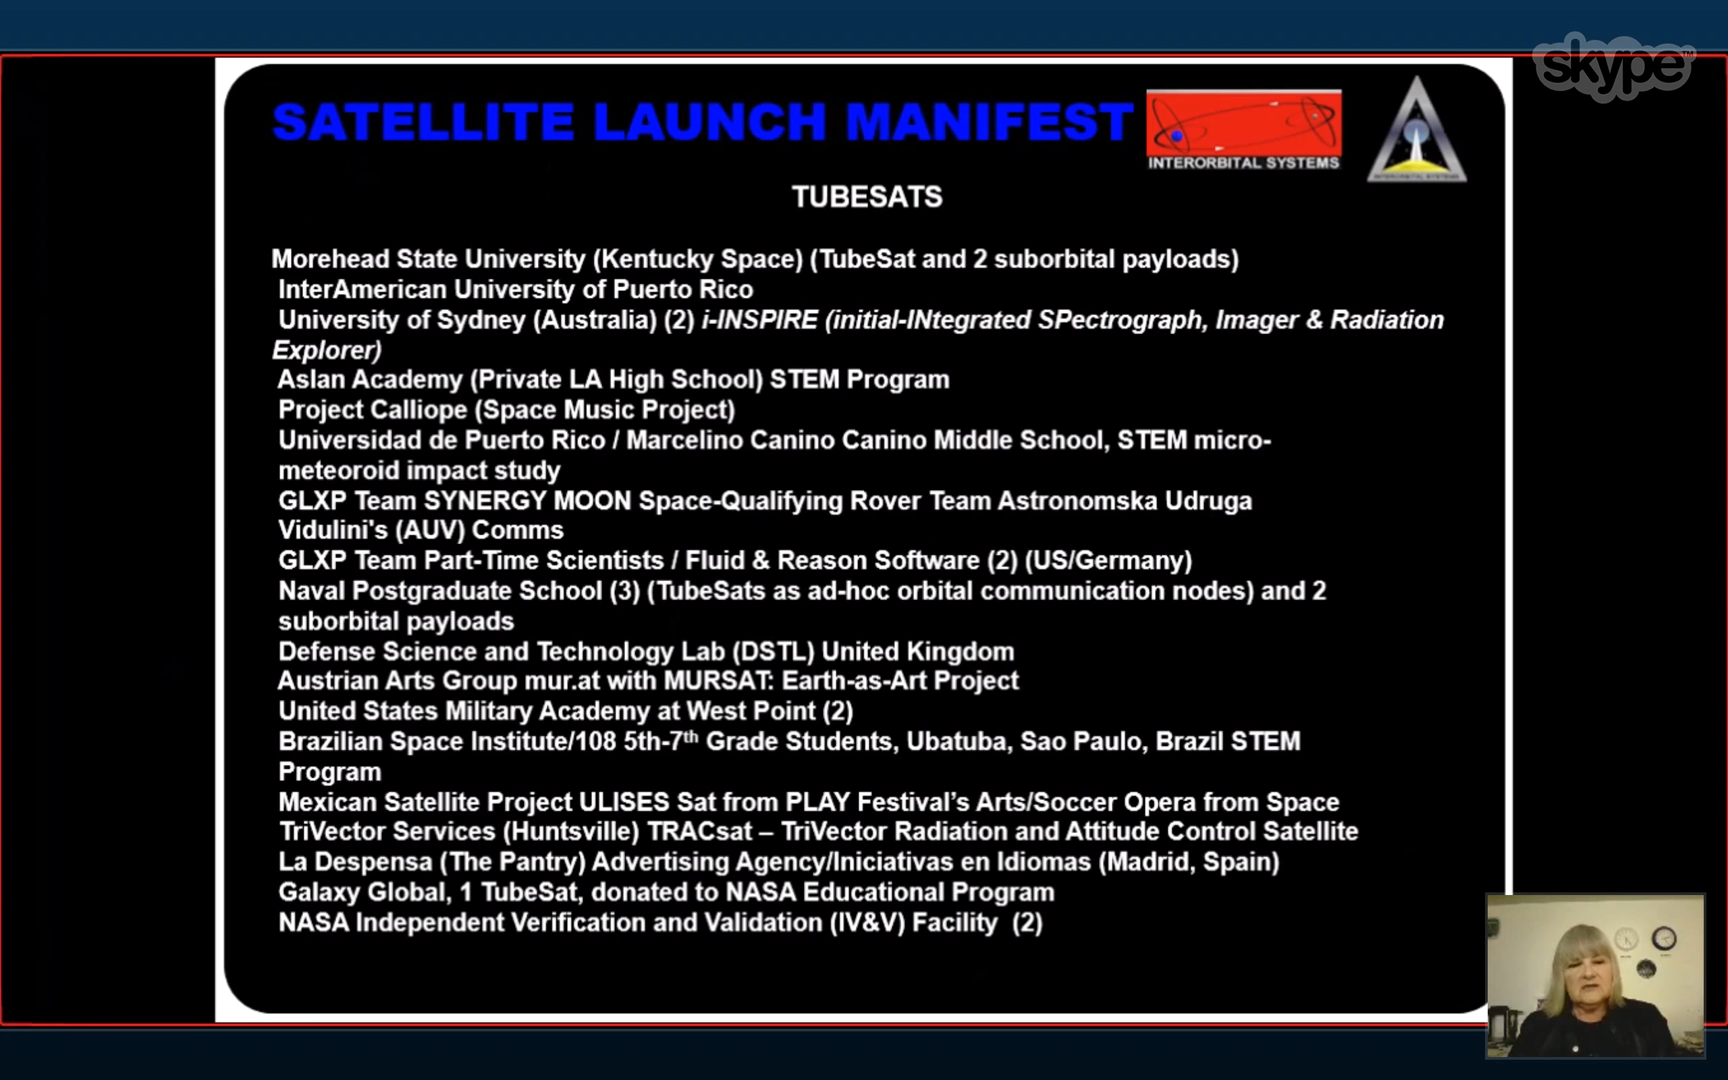 skype™
SATELLITE LAUNCH MANIFEST
INTERORBITAL SYSTEMS
TUBESATS
Morehead State University (Kentucky Space) (TubeSat and 2 suborbital payloads)
InterAmerican University of Puerto Rico
University of Sydney (Australia) (2) i-INSPIRE (initial-INtegrated SPectrograph, Imager & Radiation
Explorer)
Aslan Academy (Private LA High School) STEM Program
Project Calliope (Space Music Project)
Universidad de Puerto Rico / Marcelino Canino Canino Middle School, STEM micro-
meteoroid impact study
GLXP Team SYNERGY MOON Space-Qualifying Rover Team Astronomska Udruga
Vidulini's (AUV) Comms
GLXP Team Part-Time Scientists / Fluid & Reason Software (2) (US/Germany)
Naval Postgraduate School (3) (TubeSats as ad-hoc orbital communication nodes) and 2
suborbital payloads
Defense Science and Technology Lab (DSTL) United Kingdom
Austrian Arts Group mur.at with MURSAT: Earth-as-Art Project
United States Military Academy at West Point (2)
Brazilian Space Institute/108 5th-7th Grade Students, Ubatuba, Sao Paulo, Brazil STEM
Program
Mexican Satellite Project ULISES Sat from PLAY Festival’s Arts/Soccer Opera from Space
TriVector Services (Huntsville) TRACsat – TriVector Radiation and Attitude Control Satellite
La Despensa (The Pantry) Advertising Agency/Iniciativas en Idiomas (Madrid, Spain)
Galaxy Global, 1 TubeSat, donated to NASA Educational Program
NASA Independent Verification and Validation (IV&V) Facility (2)